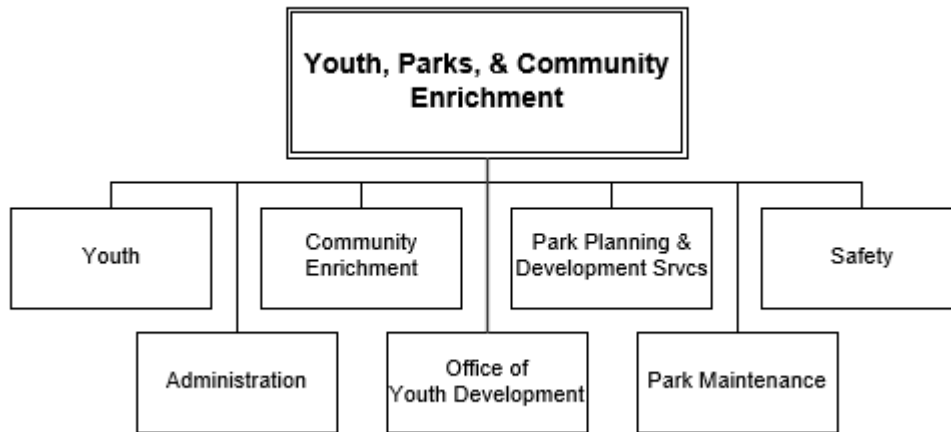 Youth, Parks, & Community
Enrichment
Youth
Community
Enrichment
Park Planning &
Development Srvcs
Safety
Administration
Office of
Youth Development
Park Maintenance